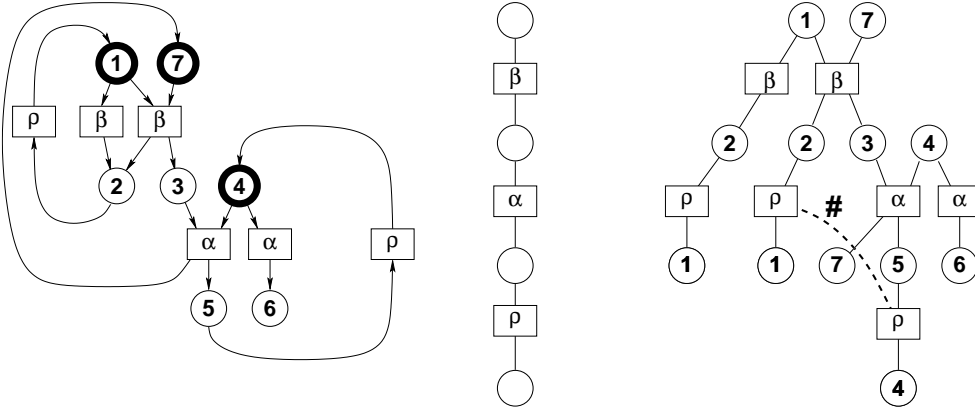 1 7
ρ β β
2 3 4
α α ρ
5 6
β
α
ρ
1 7
β β
2 2 3 4
ρ ρ # α α
1 1 7 5 6
ρ
4